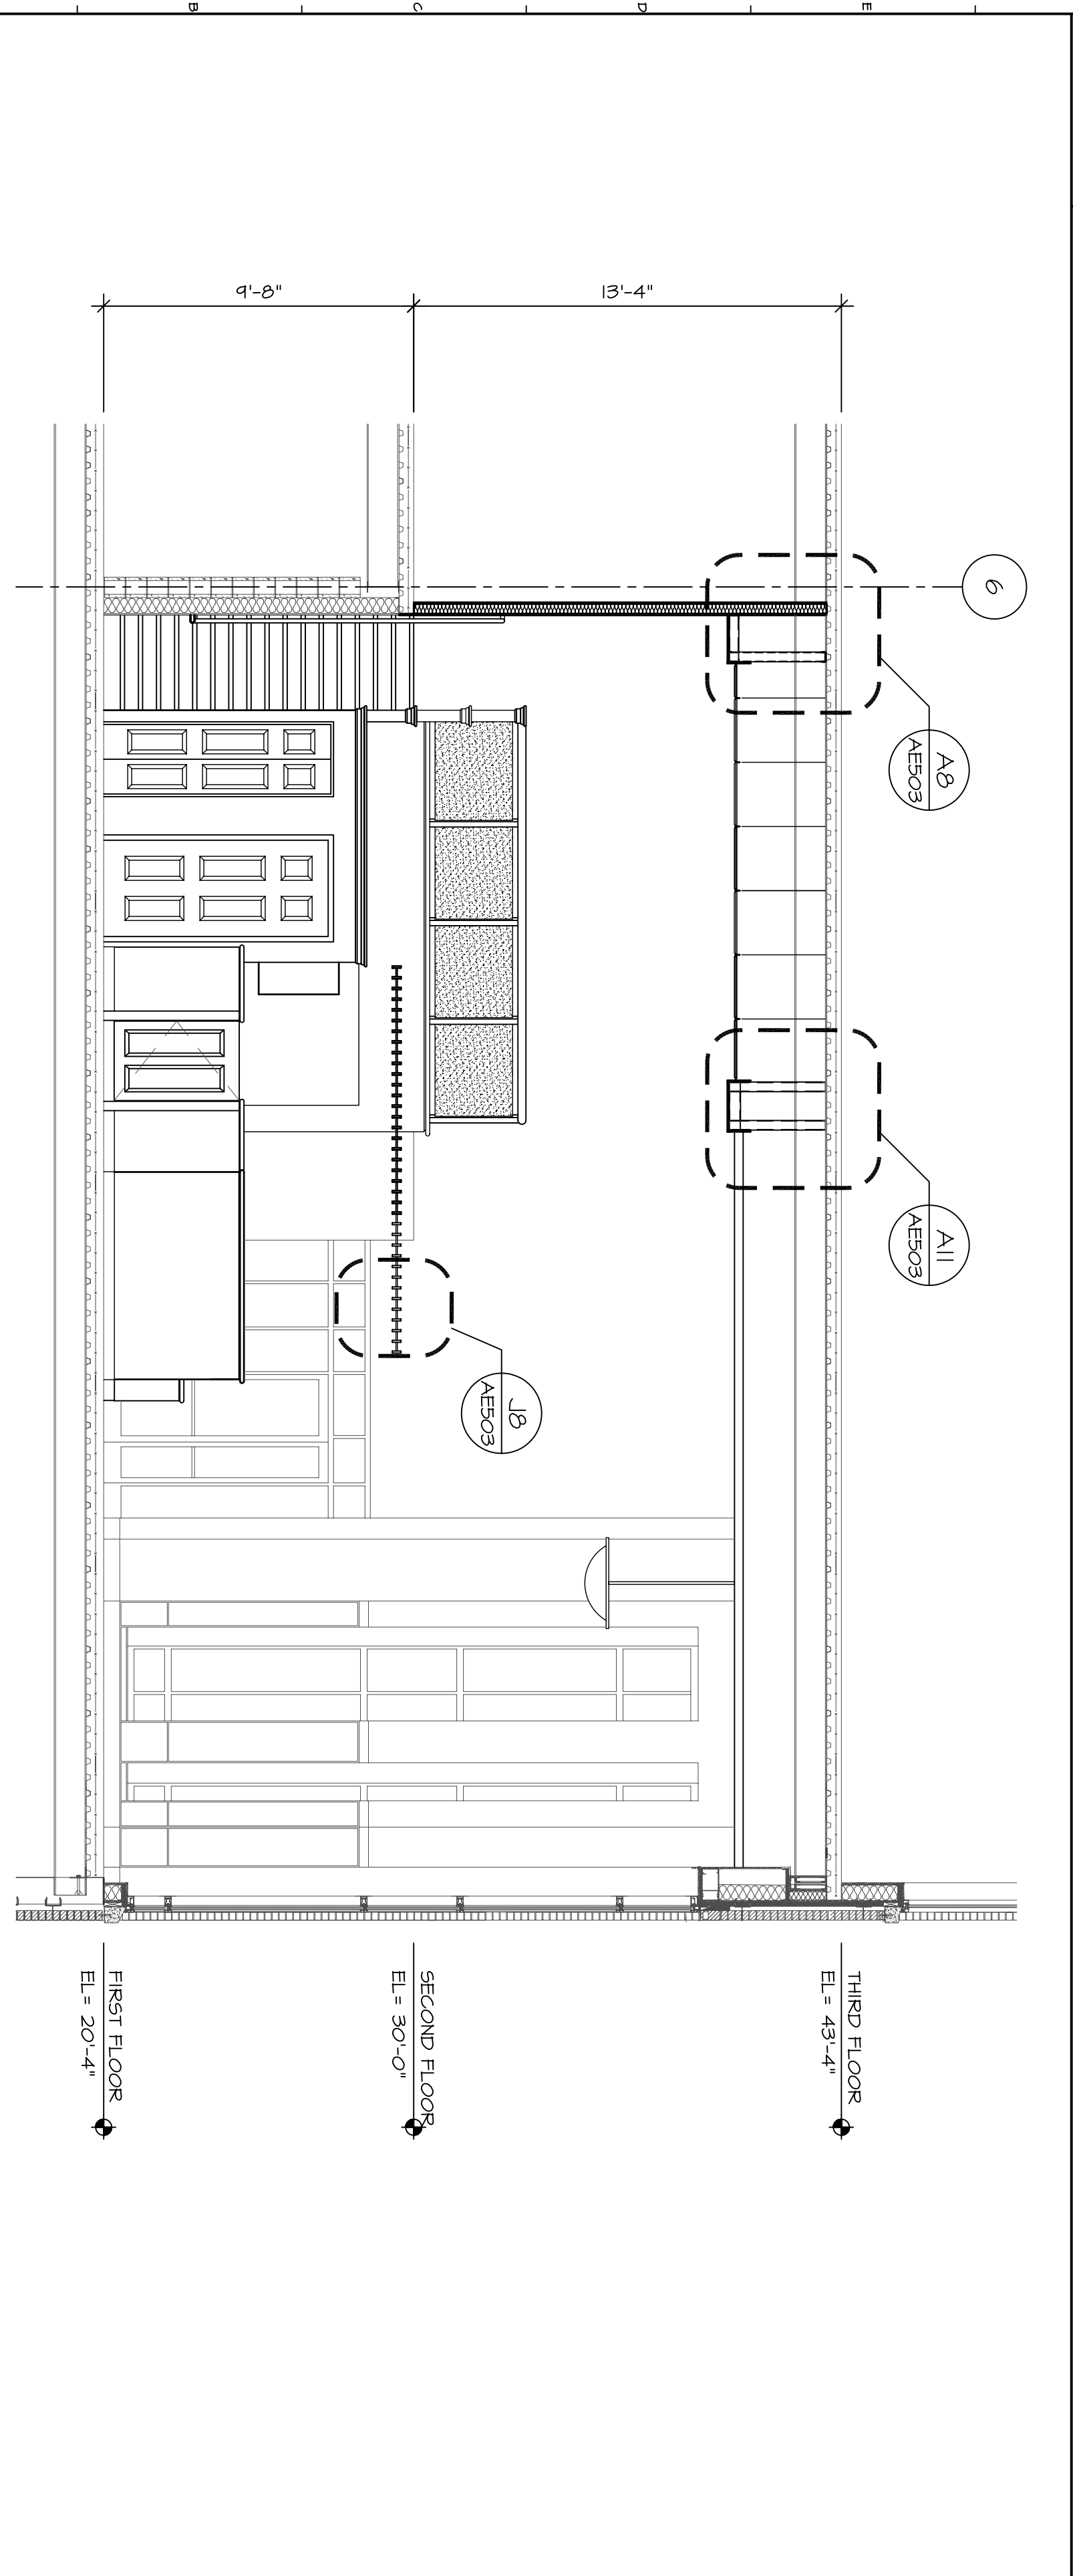 B
C
D
E
9'-8"
13'-4"
6
A8
AE503
A11
AE503
J8
AE503
THIRD FLOOR
EL= 43'-4"
SECOND FLOOR
EL= 30'-0"
FIRST FLOOR
EL= 20'-4"